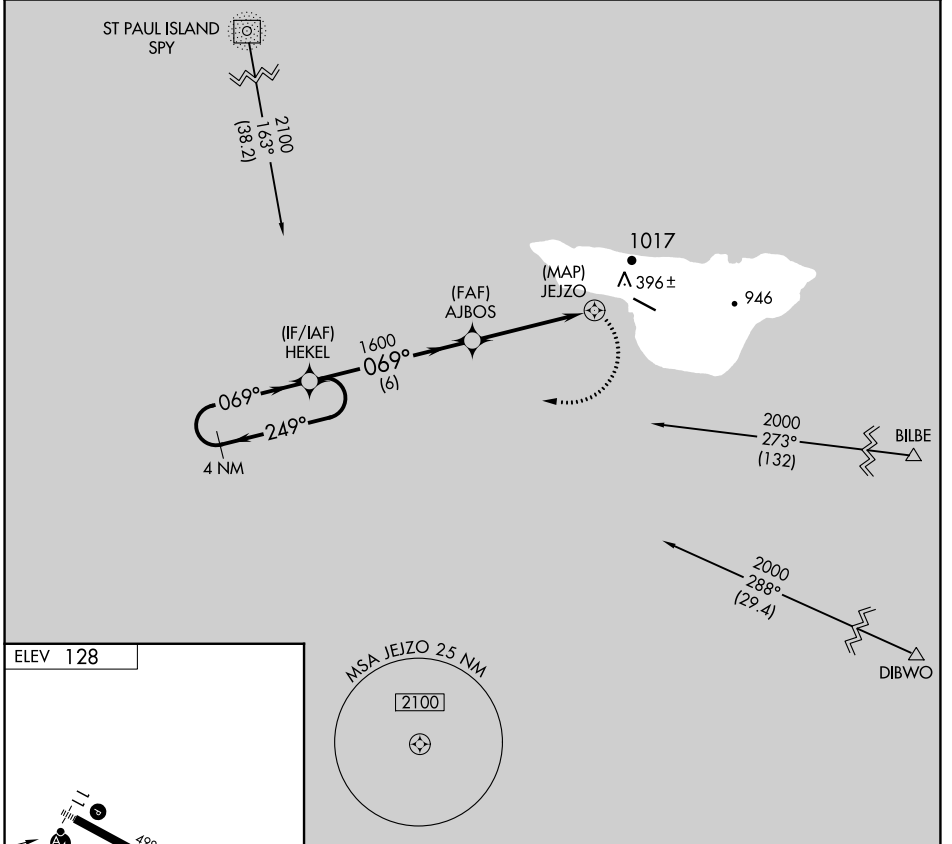 ST PAUL ISLAND
SPY
2100
163°
(38.2)
1017
396±
946
(MAP)
JEJZO
(FAF)
AJBOS
(IF/IAF)
HEKEL
1600
069°
(6)
069°
249°
4 NM
2000
273°
(132)
BILBE
2000
288°
(29.4)
DIBWO
ELEV 128
MSA JEJZO 25 NM
2100
11
P
A